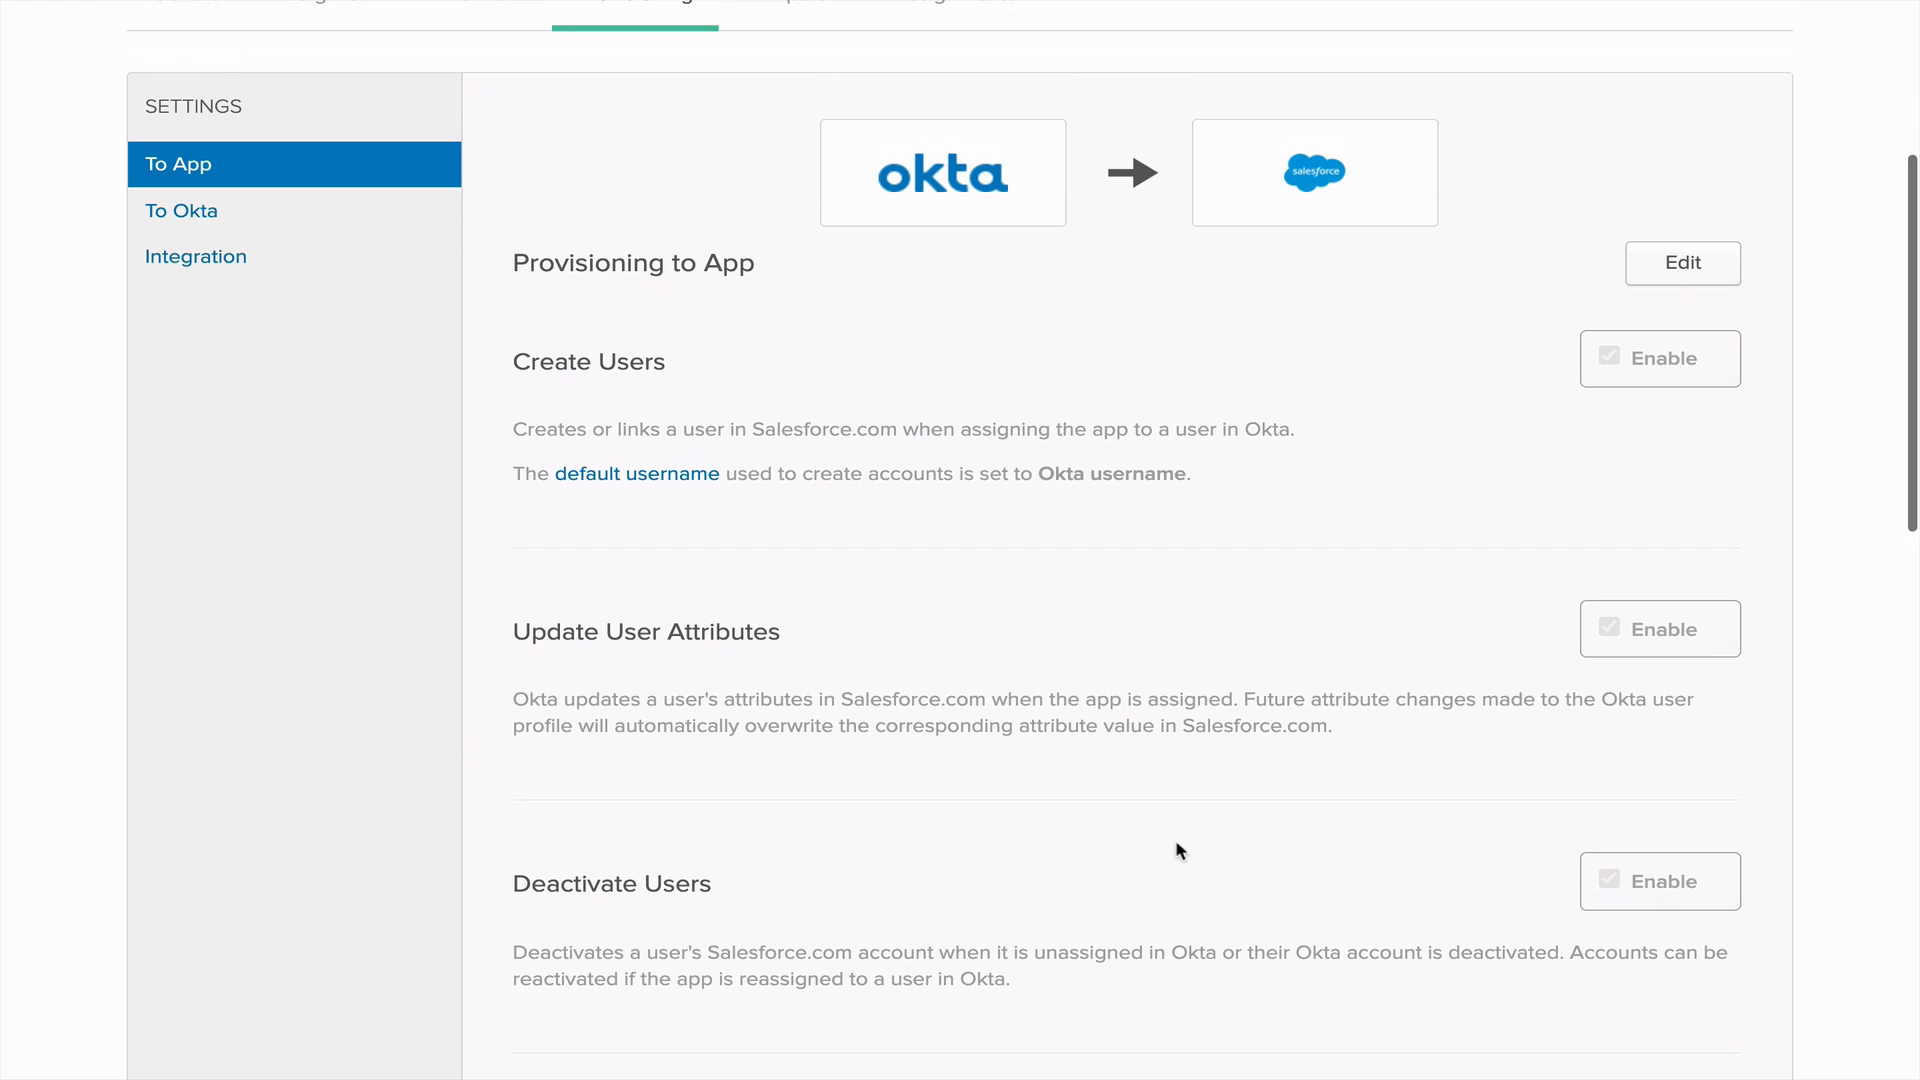 SETTINGS
To App
To Okta
Integration
okta
salesforce
Provisioning to App
Edit
Create Users
Enable
Creates or links a user in Salesforce.com when assigning the app to a user in Okta.
The default username used to create accounts is set to Okta username.
Update User Attributes
Enable
Okta updates a user's attributes in Salesforce.com when the app is assigned. Future attribute changes made to the Okta user
profile will automatically overwrite the corresponding attribute value in Salesforce.com.
Deactivate Users
Enable
Deactivates a user's Salesforce.com account when it is unassigned in Okta or their Okta account is deactivated. Accounts can be
reactivated if the app is reassigned to a user in Okta.